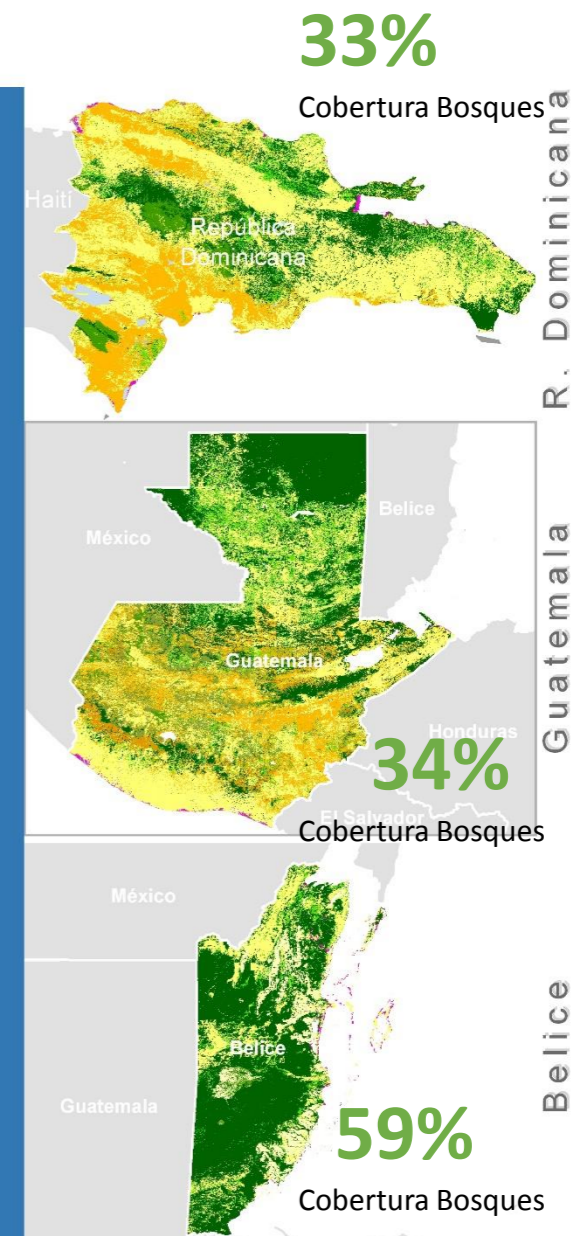 33%
Cobertura Bosques
R. Dominicana
Haití
República
Dominicana
Guatemala
México
Belice
Guatemala
Honduras
34%
El Salvador
Cobertura Bosques
Belice
México
Belice
Guatemala
59%
Cobertura Bosques